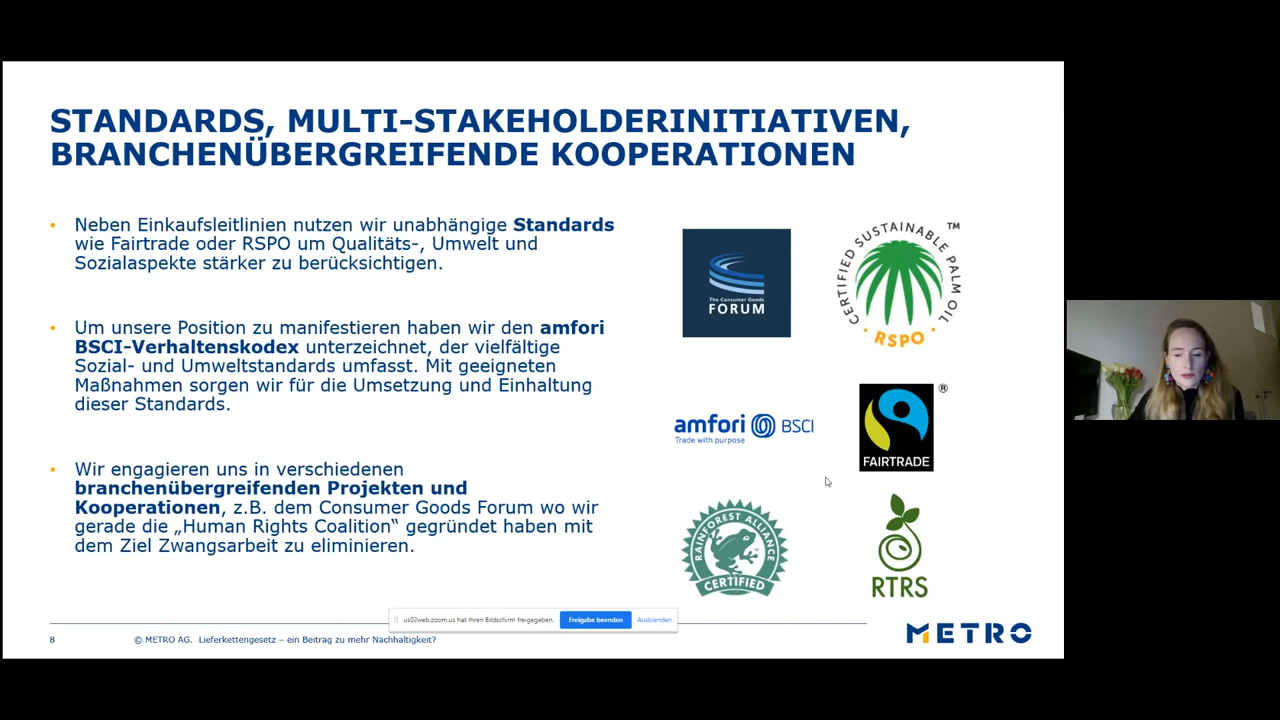 STANDARDS, MULTI-STAKEHOLDERINITIATIVEN,
BRANCHENÜBERGREIFENDE KOOPERATIONEN
• Neben Einkaufsleitlinien nutzen wir unabhängige Standards
wie Fairtrade oder RSPO um Qualitäts-, Umwelt und
Sozialaspekte stärker zu berücksichtigen.
• Um unsere Position zu manifestieren haben wir den amfori
BSCI-Verhaltenskodex unterzeichnet, der vielfältige
Sozial- und Umweltstandards umfasst. Mit geeigneten
Maßnahmen sorgen wir für die Umsetzung und Einhaltung
dieser Standards.
• Wir engagieren uns in verschiedenen
branchenübergreifenden Projekten und
Kooperationen, z.B. dem Consumer Goods Forum wo wir
gerade die „Human Rights Coalition“ gegründet haben mit
dem Ziel Zwangsarbeit zu eliminieren.
The Consumer Goods
FORUM
CERTIFIED SUSTAINABLE PALM OIL ™
· RSPO ·
amfori BSCI
Trade with purpose
®
FAIRTRADE
RAINFOREST ALLIANCE
CERTIFIED
RTRS
us02web.zoom.us hat Ihren Bildschirm freigegeben. Freigabe beenden Ausblenden
8 © METRO AG. Lieferkettengesetz – ein Beitrag zu mehr Nachhaltigkeit?
METRO